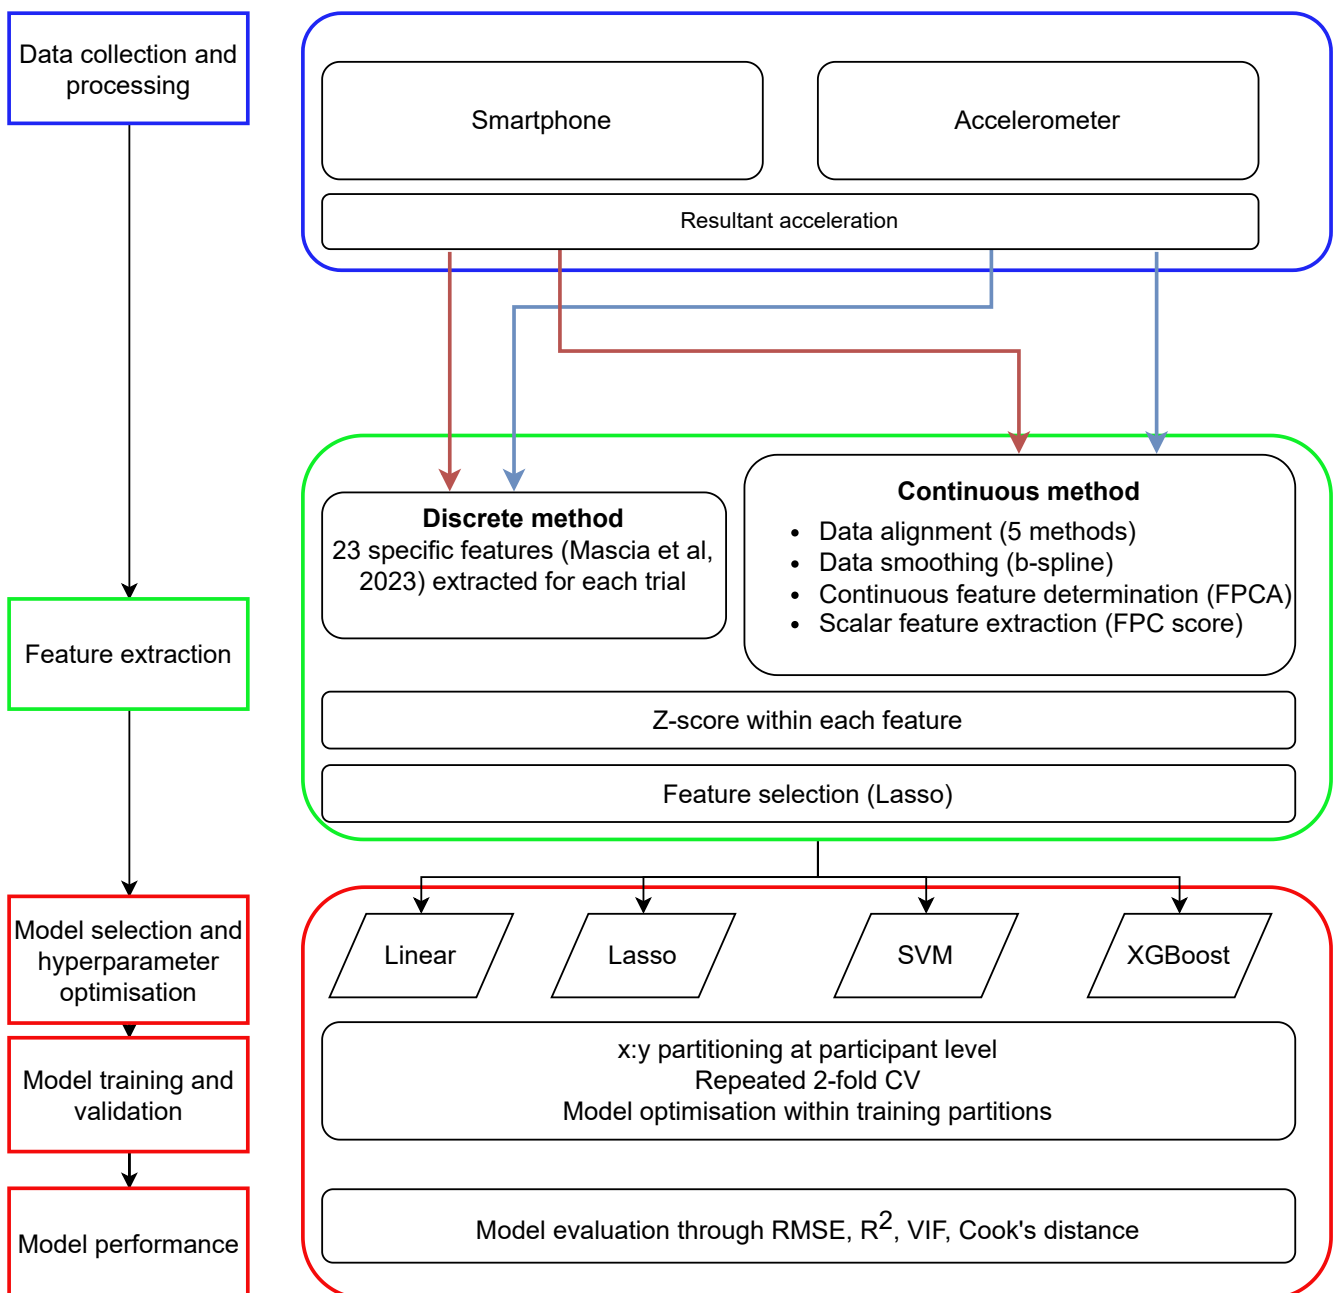 Data collection and
processing
Smartphone
Accelerometer
Resultant acceleration
Discrete method
23 specific features (Mascia et al,
2023) extracted for each trial
Continuous method
• Data alignment (5 methods)
• Data smoothing (b-spline)
• Continuous feature determination (FPCA)
• Scalar feature extraction (FPC score)
Feature extraction
Z-score within each feature
Feature selection (Lasso)
Model selection and
hyperparameter
optimisation
Linear
Lasso
SVM
XGBoost
Model training and
validation
x:y partitioning at participant level
Repeated 2-fold CV
Model optimisation within training partitions
Model performance
Model evaluation through RMSE, R², VIF, Cook's distance